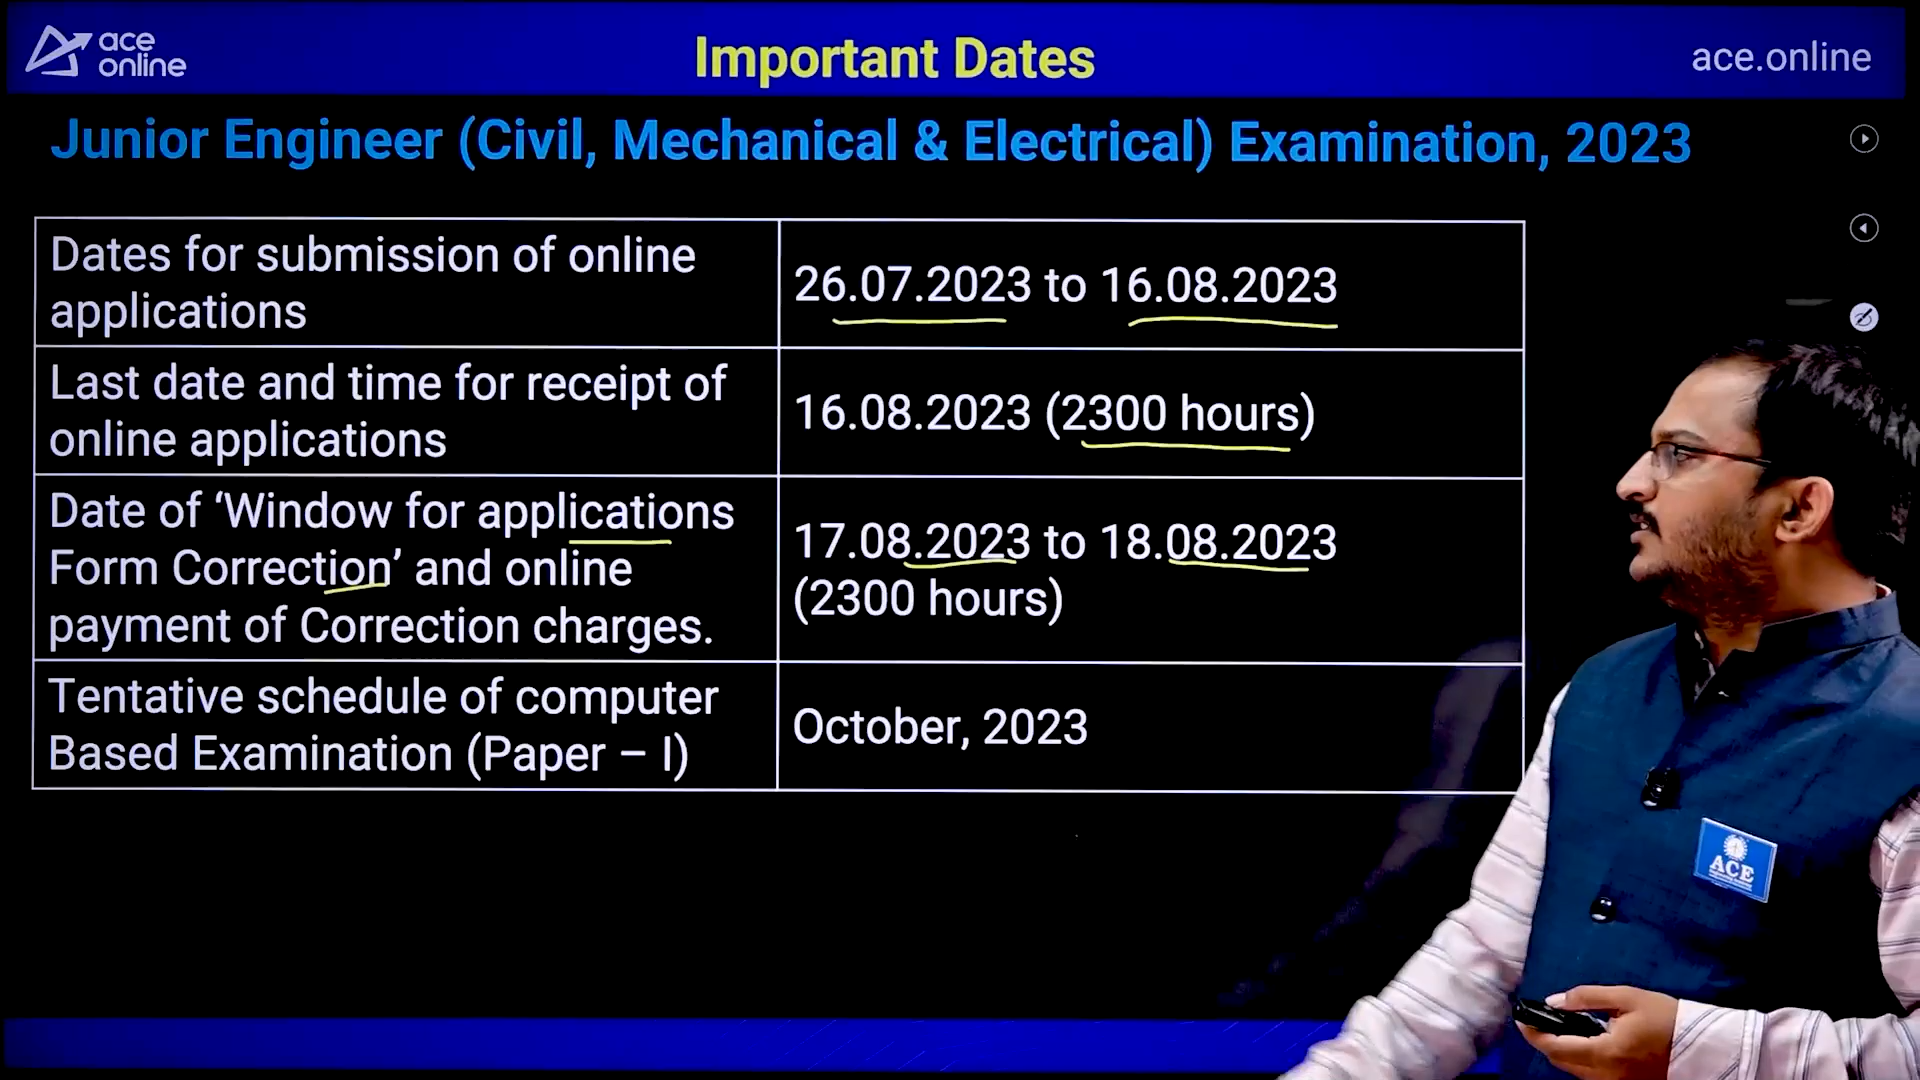 ace
online
Important Dates
ace.online
Junior Engineer (Civil, Mechanical & Electrical) Examination, 2023
Dates for submission of online
applications
26.07.2023 to 16.08.2023
Last date and time for receipt of
online applications
16.08.2023 (2300 hours)
Date of ‘Window for applications
Form Correction’ and online
payment of Correction charges.
17.08.2023 to 18.08.2023
(2300 hours)
Tentative schedule of computer
Based Examination (Paper – I)
October, 2023
ACE